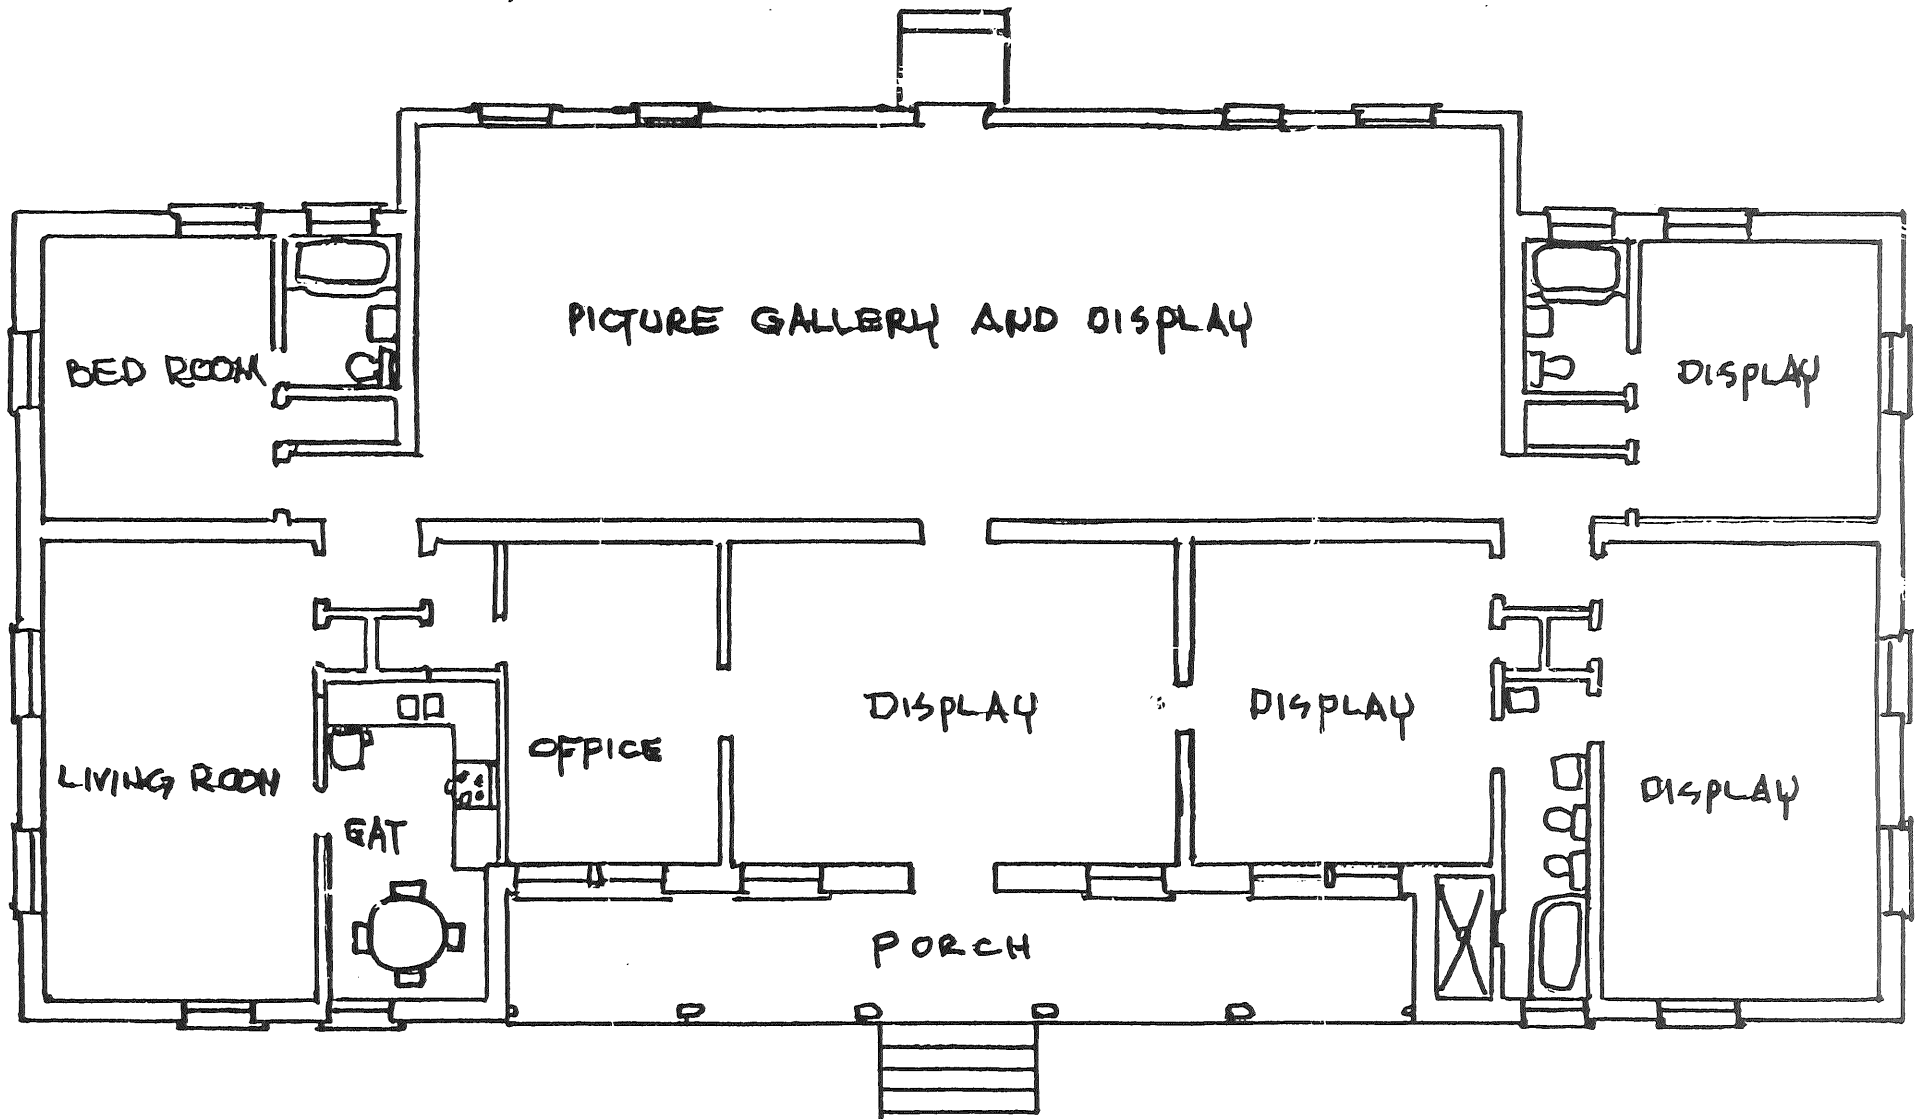 PICTURE GALLERY AND DISPLAY
BED ROOM
DISPLAY
DISPLAY
DISPLAY
OFFICE
LIVING ROOM
DISPLAY
EAT
PORCH